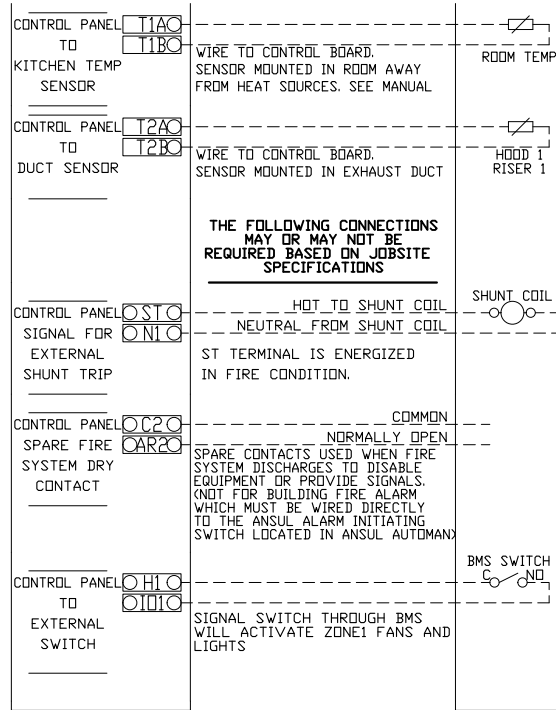 CONTROL PANEL
TO
KITCHEN TEMP
SENSOR
T1A
T1B
WIRE TO CONTROL BOARD.
SENSOR MOUNTED IN ROOM AWAY
FROM HEAT SOURCES. SEE MANUAL
ROOM TEMP
CONTROL PANEL
TO
DUCT SENSOR
T2A
T2B
WIRE TO CONTROL BOARD.
SENSOR MOUNTED IN EXHAUST DUCT
HOOD 1
RISER 1
THE FOLLOWING CONNECTIONS
MAY OR MAY NOT BE
REQUIRED BASED ON JOBSITE
SPECIFICATIONS
CONTROL PANEL
SIGNAL FOR
EXTERNAL
SHUNT TRIP
ST
N1
HOT TO SHUNT COIL
NEUTRAL FROM SHUNT COIL
ST TERMINAL IS ENERGIZED
IN FIRE CONDITION.
SHUNT COIL
CONTROL PANEL
SPARE FIRE
SYSTEM DRY
CONTACT
C2
AR2
COMMON
NORMALLY OPEN
SPARE CONTACTS USED WHEN FIRE
SYSTEM DISCHARGES TO DISABLE
EQUIPMENT OR PROVIDE SIGNALS.
(NOT FOR BUILDING FIRE ALARM
WHICH MUST BE WIRED DIRECTLY
TO THE ANSUL ALARM INITIATING
SWITCH LOCATED IN ANSUL AUTOMAN)
CONTROL PANEL
TO
EXTERNAL
SWITCH
H1
IO1
SIGNAL SWITCH THROUGH BMS
WILL ACTIVATE ZONE1 FANS AND
LIGHTS
BMS SWITCH
C NO